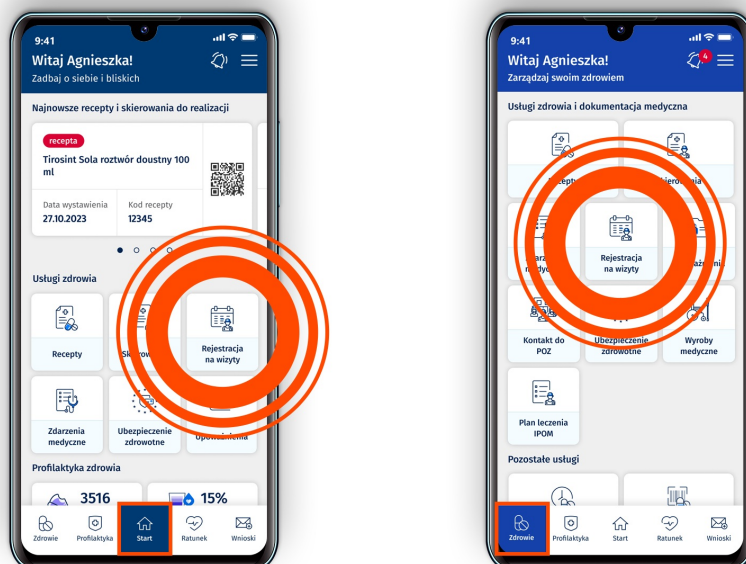 9:41
Witaj Agnieszka!
Zadbaj o siebie i bliskich
Najnowsze recepty i skierowania do realizacji
recepta
Tirosint Sola roztwór doustny 100
ml
Data wystawienia
Kod recepty
27.10.2023
12345
Usługi zdrowia
Recepty
Rejestracja
na wizyty
Zdarzenia
medyczne
Ubezpieczenie
zdrowotne
Upoważnienia
Profilaktyka zdrowia
3516
15%
Zdrowie
Profilaktyka
Start
Ratunek
Wnioski
9:41
Witaj Agnieszka!
4
Zarządzaj swoim zdrowiem
Usługi zdrowia i dokumentacja medyczna
Rejestracja
na wizyty
Kontakt do
POZ
Ubezpieczenie
zdrowotne
Wyroby
medyczne
Plan leczenia
IPOM
Pozostałe usługi
Zdrowie
Profilaktyka
Start
Ratunek
Wnioski